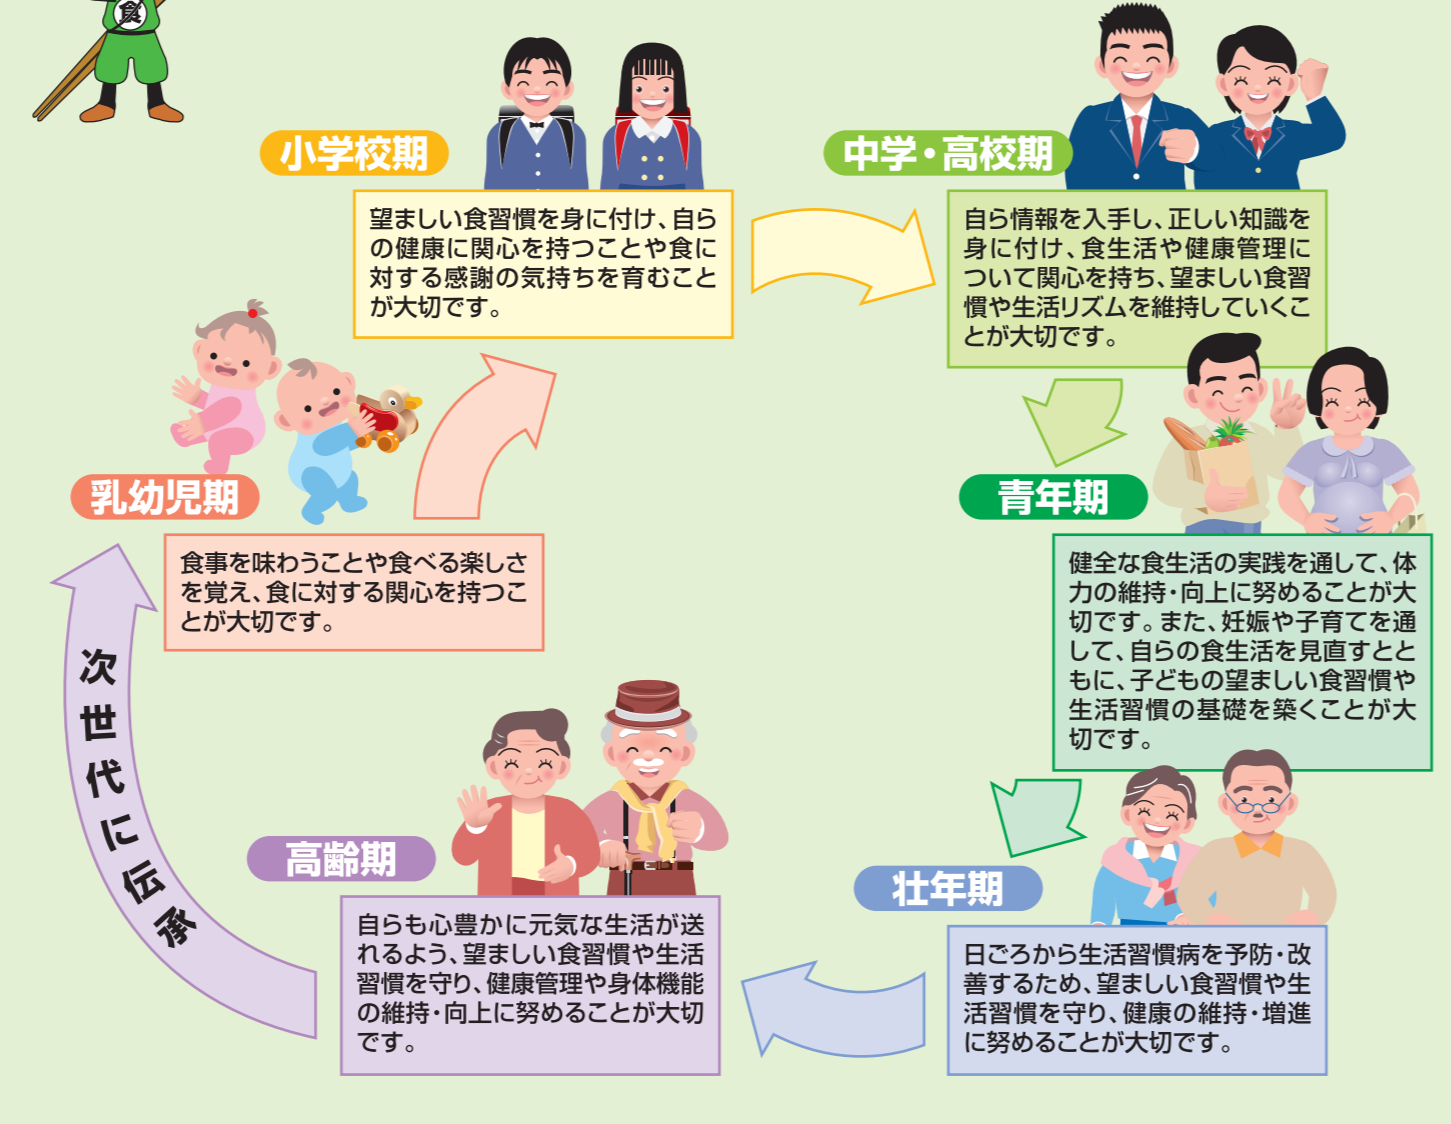 食
小学校期
望ましい食習慣を身に付け、自ら
の健康に関心を持つことや食に
対する感謝の気持ちを育むこと
が大切です。
中学・高校期
自ら情報を入手し、正しい知識を
身に付け、食生活や健康管理に
ついて関心を持ち、望ましい食習
慣や生活リズムを維持していくこ
とが大切です。
青年期
健全な食生活の実践を通して、体
力の維持・向上に努めることが大
切です。また、妊娠や子育てを通
して、自らの食生活を見直すとと
もに、子どもの望ましい食習慣や
生活習慣の基礎を築くことが大
切です。
壮年期
日ごろから生活習慣病を予防・改
善するため、望ましい食習慣や生
活習慣を守り、健康の維持・増進
に努めることが大切です。
高齢期
自らも心豊かに元気な生活が送
れるよう、望ましい食習慣や生活
習慣を守り、健康管理や身体機能
の維持・向上に努めることが大切
です。
次世代に伝承
乳幼児期
食事を味わうことや食べる楽しさ
を覚え、食に対する関心を持つこ
とが大切です。